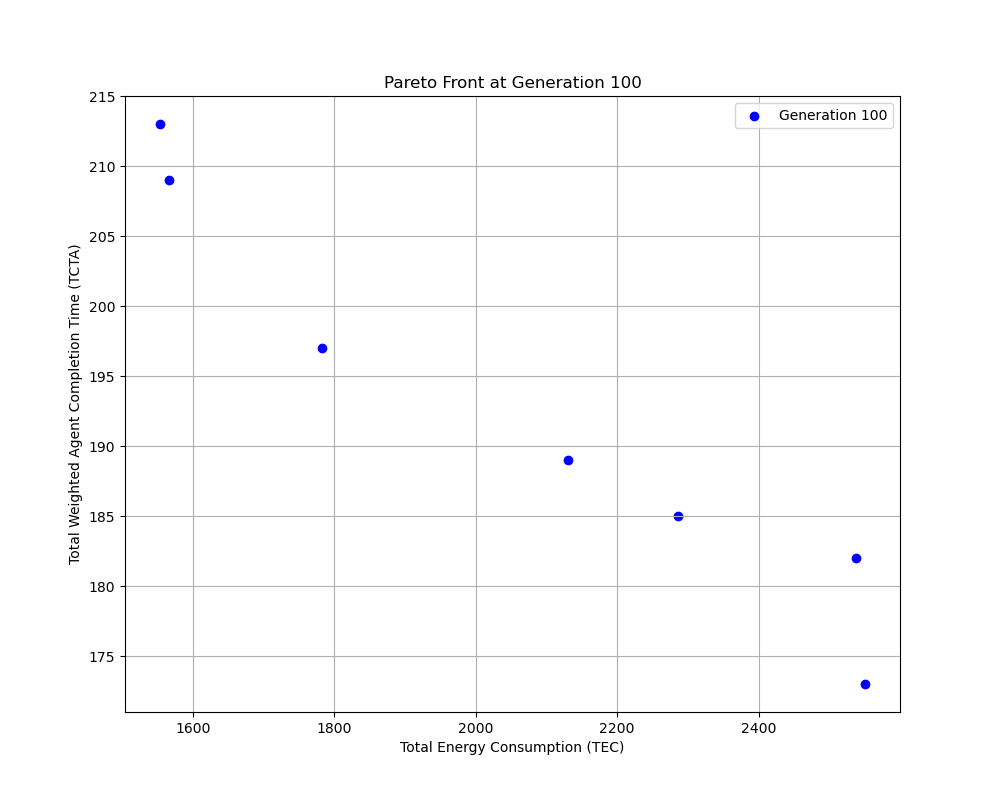 Pareto Front at Generation 100
Generation 100
215
210
205
200
195
190
185
180
175
Total Weighted Agent Completion Time (TCTA)
1600 1800 2000 2200 2400
Total Energy Consumption (TEC)